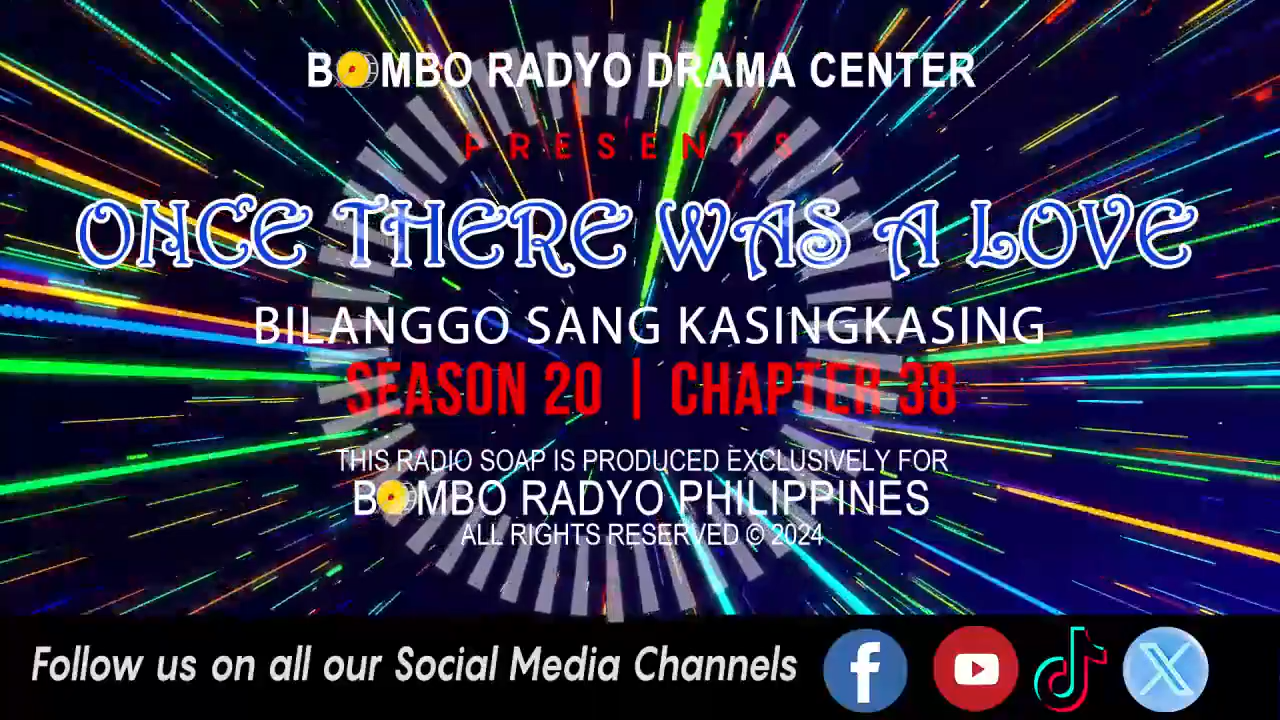 BOMBO RADYO DRAMA CENTER
PRESENTS
ONCE THERE WAS A LOVE
BILANGGO SANG KASINGKASING
SEASON 20 | CHAPTER 38
THIS RADIO SOAP IS PRODUCED EXCLUSIVELY FOR
BOMBO RADYO PHILIPPINES
ALL RIGHTS RESERVED © 2024
Follow us on all our Social Media Channels